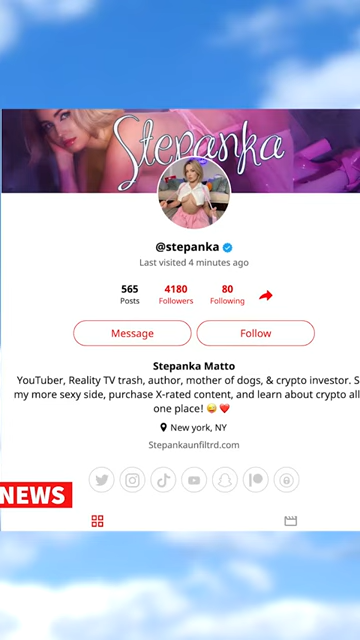 Stepanka
@stepanka
Last visited 4 minutes ago
565 4180 80
Posts Followers Following
Message Follow
Stepanka Matto
YouTuber, Reality TV trash, author, mother of dogs, & crypto investor. S
my more sexy side, purchase X-rated content, and learn about crypto all
one place! 😄 ❤️
New york, NY
Stepankaunfiltrd.com
NEWS